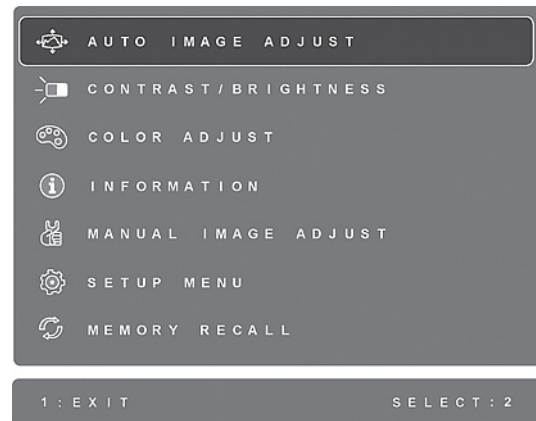 AUTO IMAGE ADJUST
CONTRAST/BRIGHTNESS
COLOR ADJUST
INFORMATION
MANUAL IMAGE ADJUST
SETUP MENU
MEMORY RECALL
1:EXIT SELECT:2